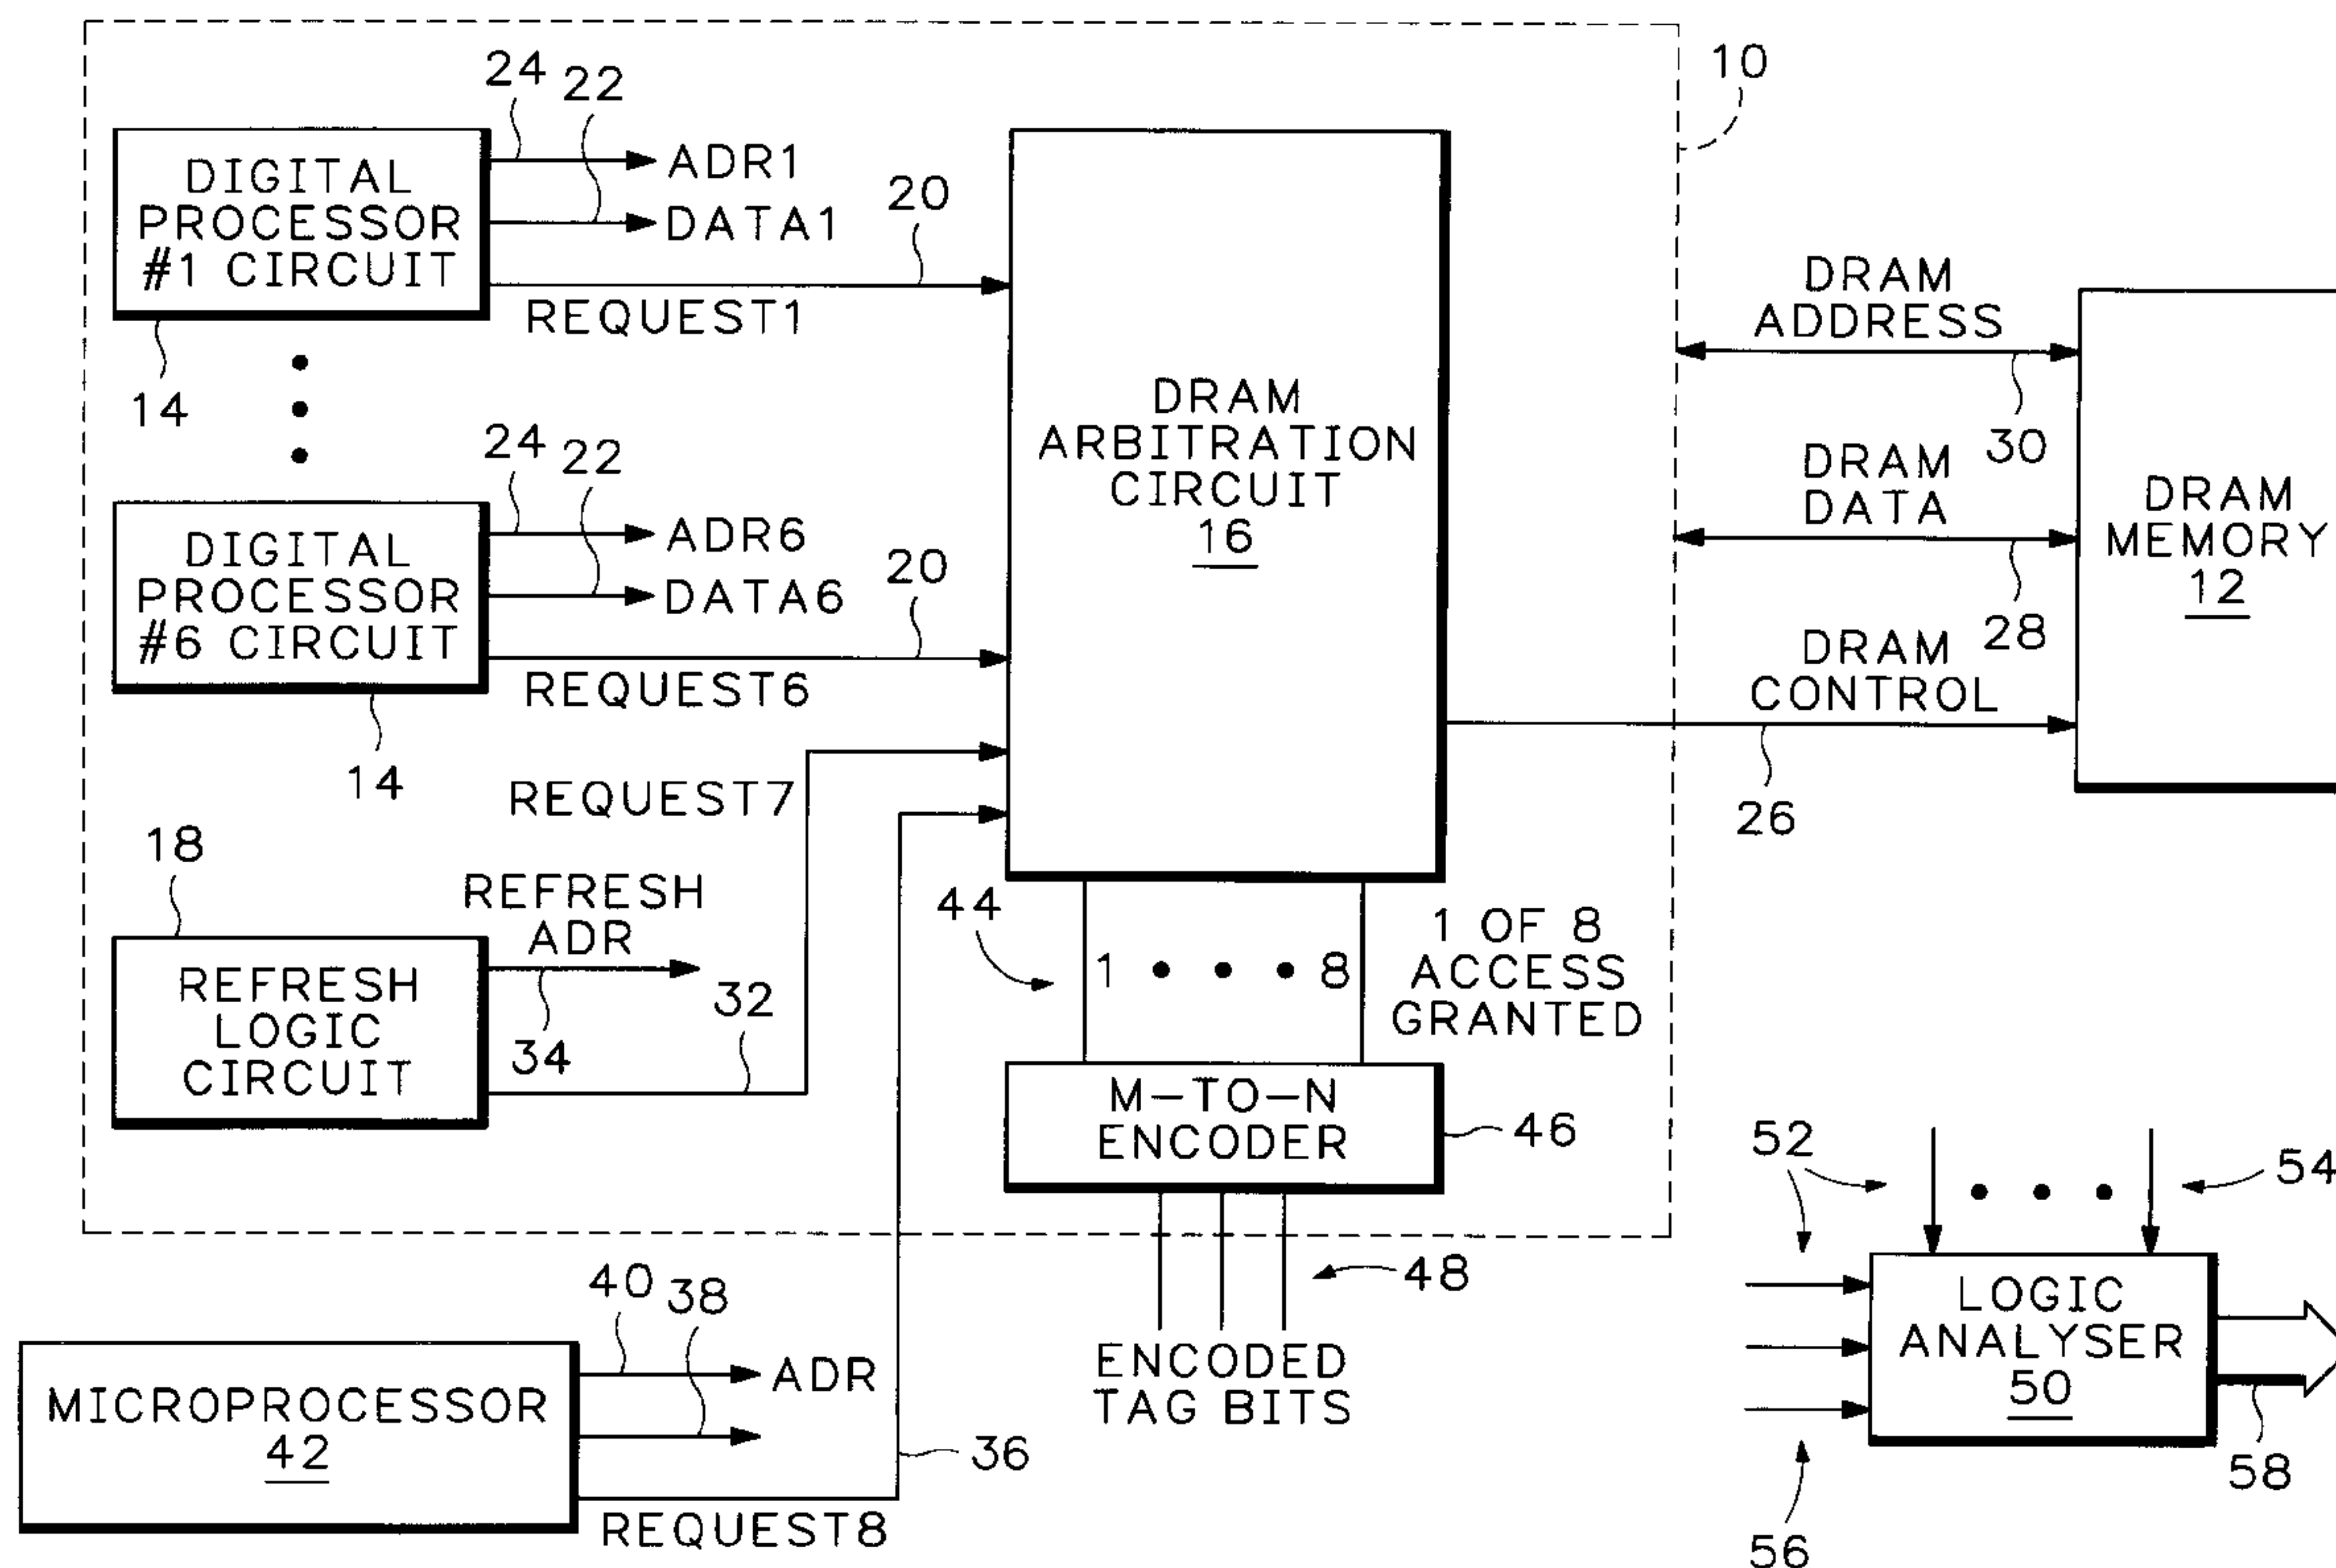 10
24
22
DIGITAL
PROCESSOR
#1 CIRCUIT
ADR1
DATA1
20
REQUEST1
14
24
22
DIGITAL
PROCESSOR
#6 CIRCUIT
ADR6
DATA6
20
REQUEST6
14
DRAM
ARBITRATION
CIRCUIT
16
DRAM
ADDRESS
30
DRAM
DATA
28
DRAM
CONTROL
26
DRAM
MEMORY
12
REQUEST7
18
REFRESH
ADR
REFRESH
LOGIC
CIRCUIT
34
32
44
1
8
1 OF 8
ACCESS
GRANTED
M-TO-N
ENCODER
46
48
ENCODED
TAG BITS
40
38
ADR
MICROPROCESSOR
42
36
REQUEST8
52
54
LOGIC
ANALYSER
50
58
56